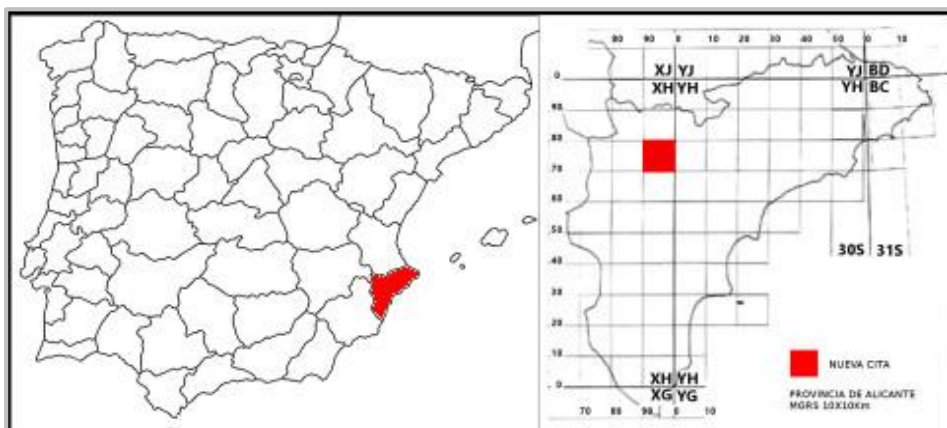 80 90 0 10 20 30 40 50 0 10
XJ YJ YJ BD
0
XH YH YH BC
90
80
70
60
50
30S 31S
40
30
20
10
NUEVA CITA
XH YH
0
XG YG
PROVINCIA DE ALICANTE
MGRS 10X10Km
70 80 90 0 10